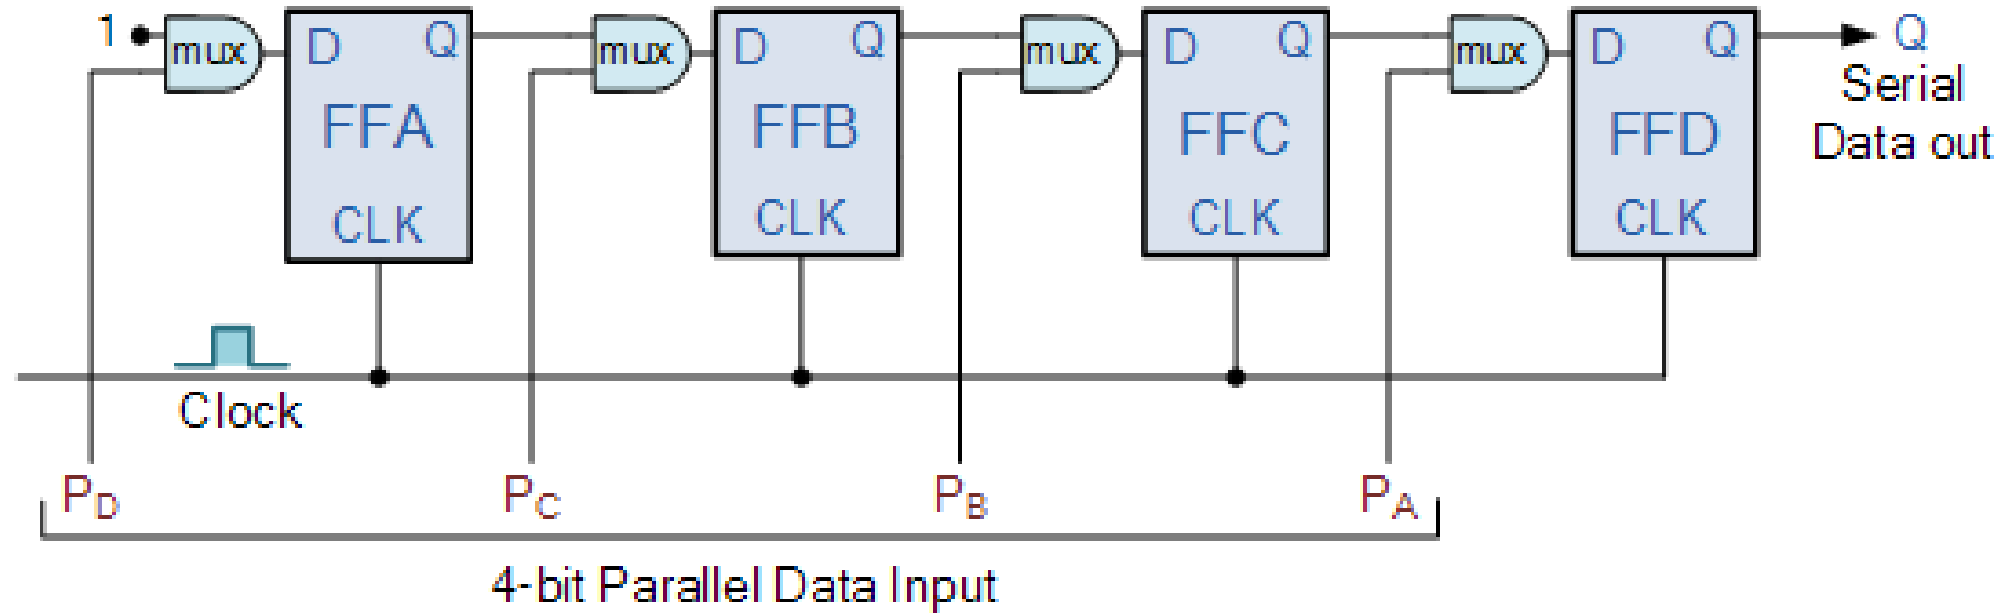 1
mux
D Q
FFA
CLK
mux
D Q
FFB
CLK
mux
D Q
FFC
CLK
mux
D Q
FFD
CLK
Q
Serial
Data out
Clock
PD
PC
PB
PA
4-bit Parallel Data Input